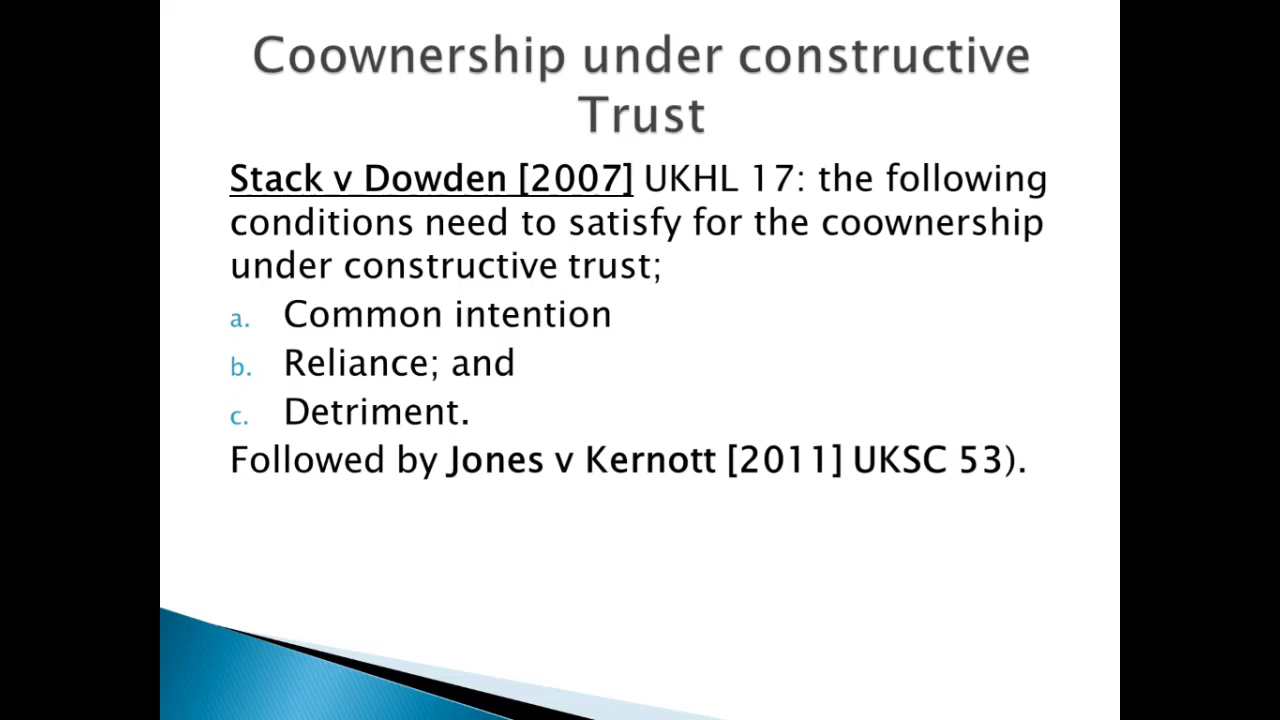 Coownership under constructive
Trust
Stack v Dowden [2007] UKHL 17: the following
conditions need to satisfy for the coownership
under constructive trust;
a. Common intention
b. Reliance; and
c. Detriment.
Followed by Jones v Kernott [2011] UKSC 53).